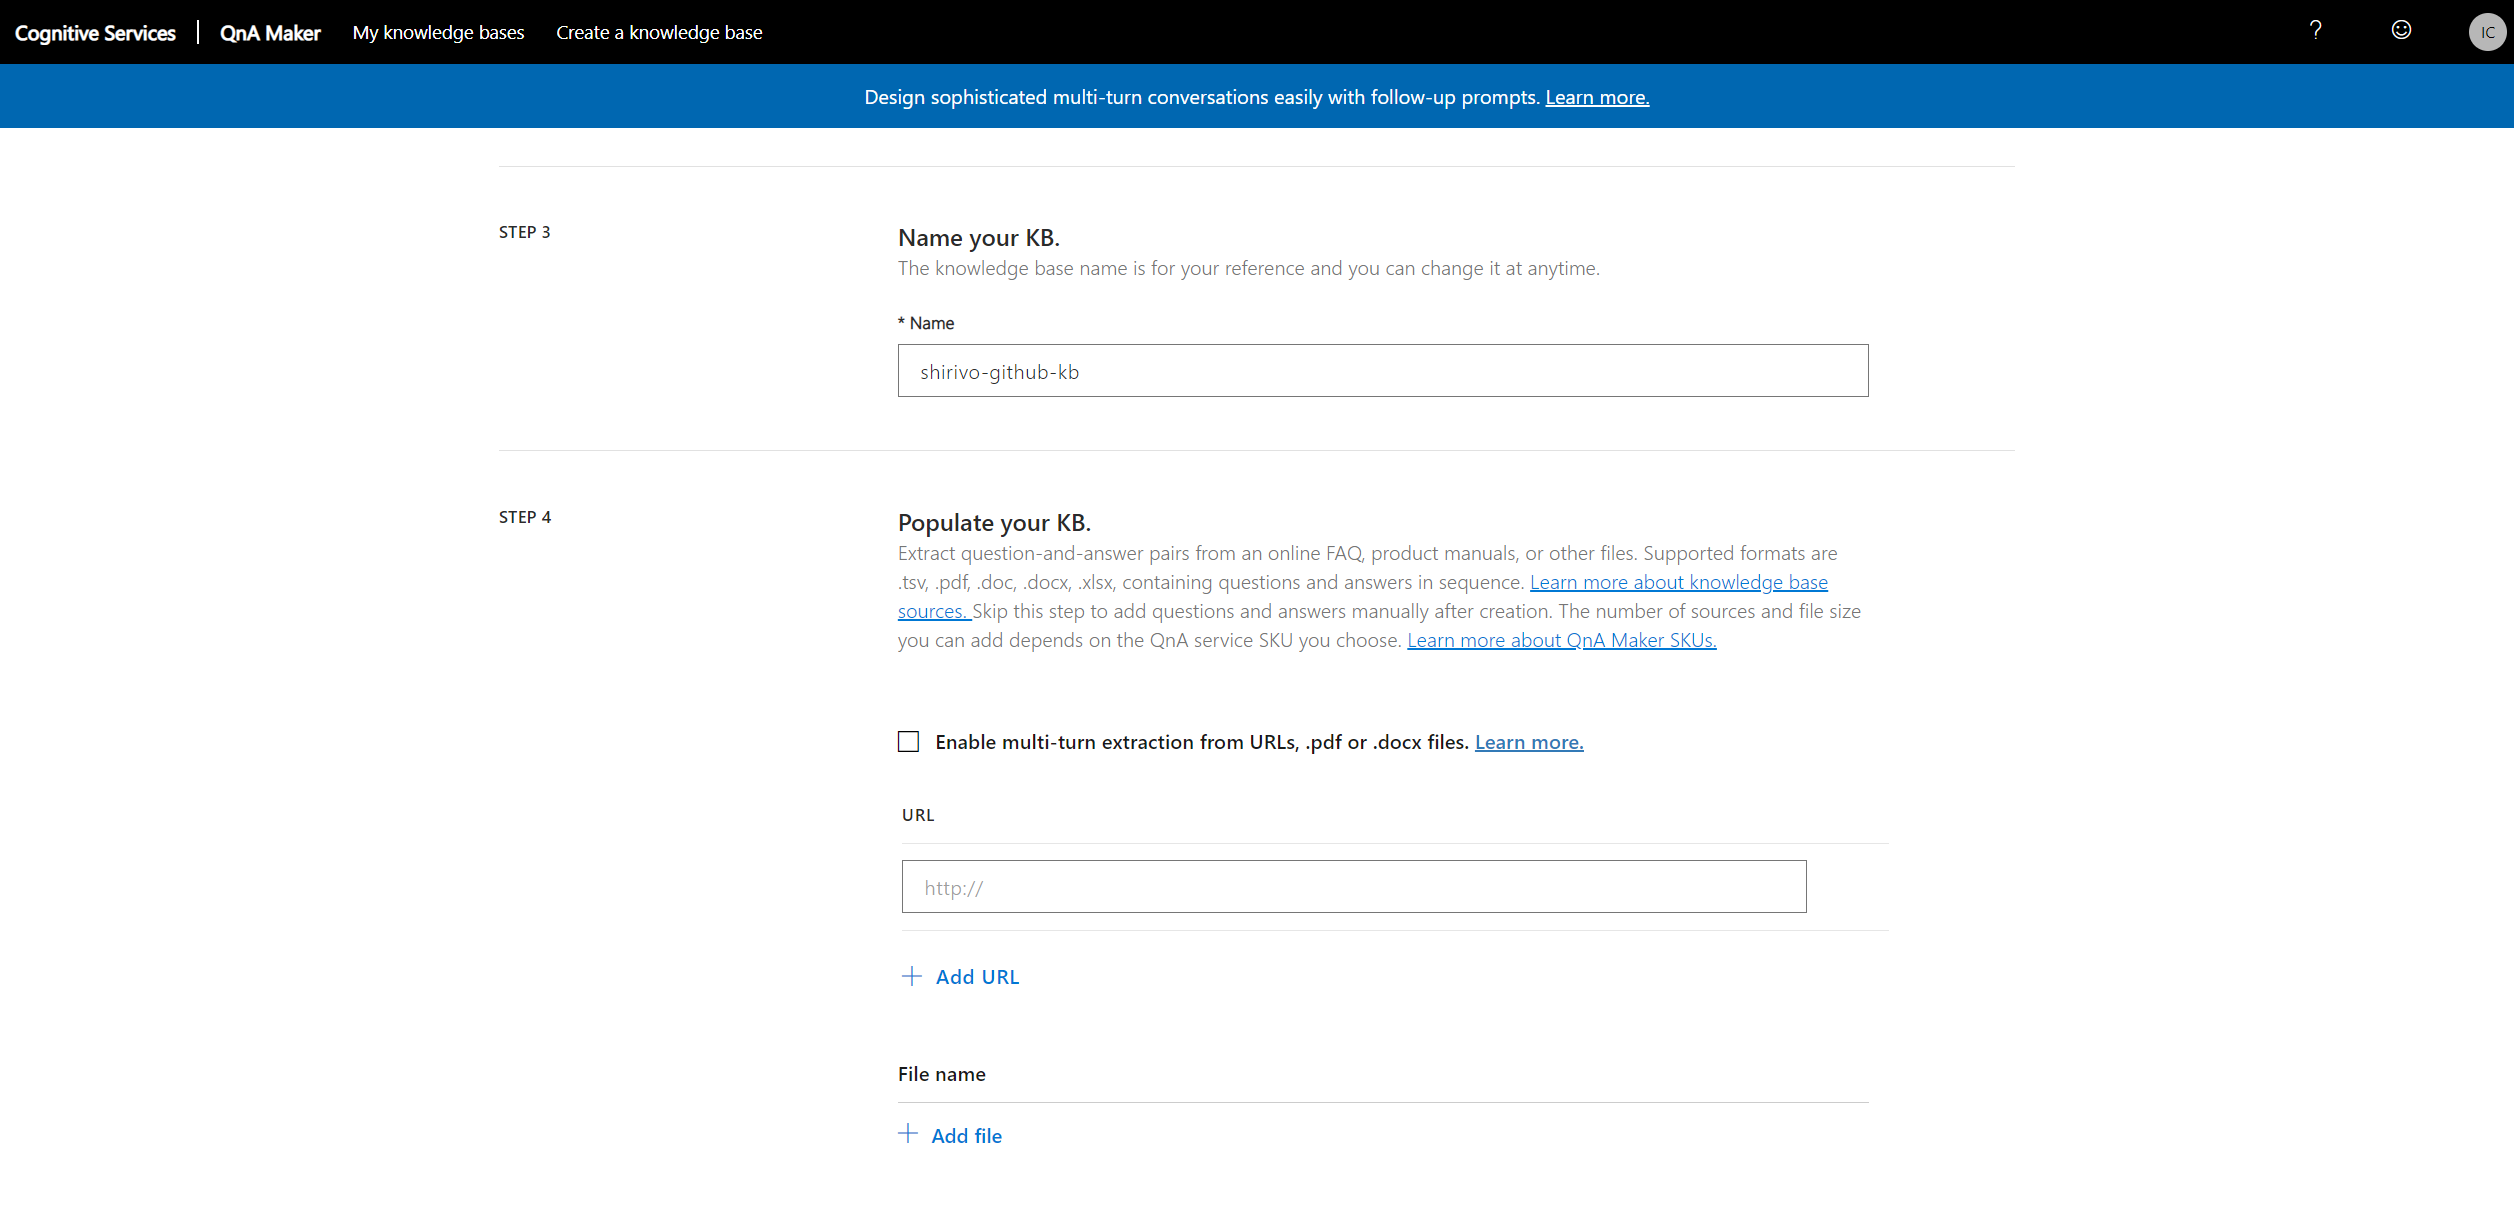 Cognitive Services | QnA Maker My knowledge bases Create a knowledge base ? IC
Design sophisticated multi-turn conversations easily with follow-up prompts. Learn more.
STEP 3
Name your KB.
The knowledge base name is for your reference and you can change it at anytime.
* Name
shirivo-github-kb
STEP 4
Populate your KB.
Extract question-and-answer pairs from an online FAQ, product manuals, or other files. Supported formats are
.tsv, .pdf, .doc, .docx, .xlsx, containing questions and answers in sequence. Learn more about knowledge base
sources. Skip this step to add questions and answers manually after creation. The number of sources and file size
you can add depends on the QnA service SKU you choose. Learn more about QnA Maker SKUs.
Enable multi-turn extraction from URLs, .pdf or .docx files. Learn more.
URL
http://
+ Add URL
File name
+ Add file